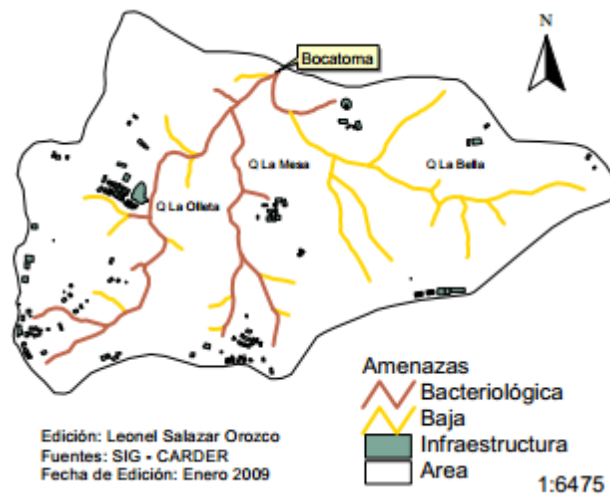 N
Bocatoma
Q La Mesa
Q La Bella
Q La Olleta
Amenazas
Bacteriológica
Baja
Infraestructura
Area
Edición: Leonel Salazar Orozco
Fuentes: SIG - CARDER
Fecha de Edición: Enero 2009
1:6475